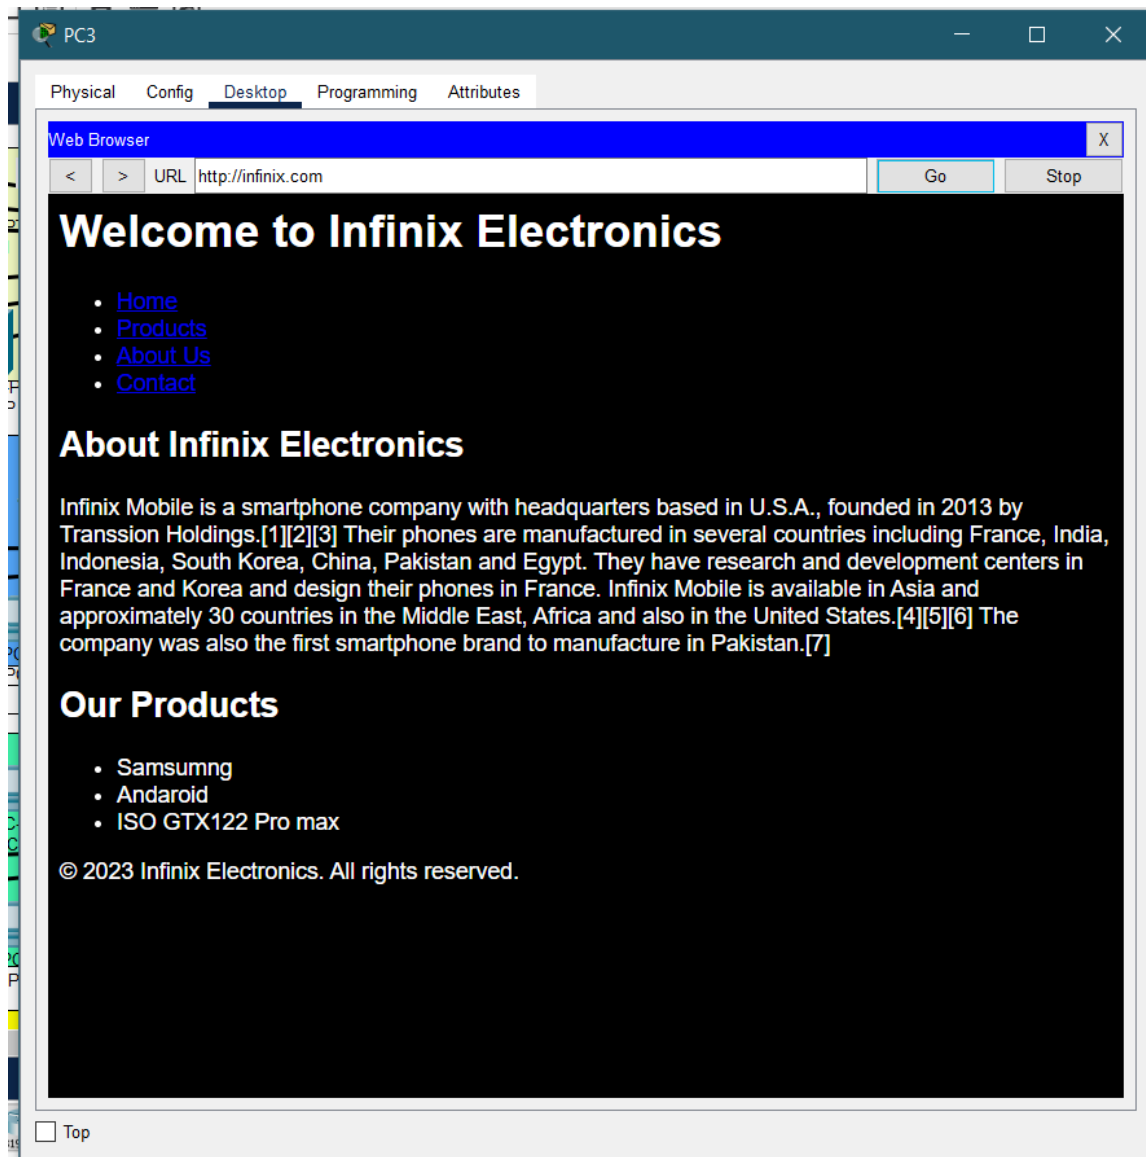 PC3
Physical Config Desktop Programming Attributes
Web Browser X
< > URL http://infinix.com Go Stop
Welcome to Infinix Electronics
• Home
• Products
• About Us
• Contact
About Infinix Electronics
Infinix Mobile is a smartphone company with headquarters based in U.S.A., founded in 2013 by
Transsion Holdings.[1][2][3] Their phones are manufactured in several countries including France, India,
Indonesia, South Korea, China, Pakistan and Egypt. They have research and development centers in
France and Korea and design their phones in France. Infinix Mobile is available in Asia and
approximately 30 countries in the Middle East, Africa and also in the United States.[4][5][6] The
company was also the first smartphone brand to manufacture in Pakistan.[7]
Our Products
• Samsumng
• Andaroid
• ISO GTX122 Pro max
© 2023 Infinix Electronics. All rights reserved.
Top